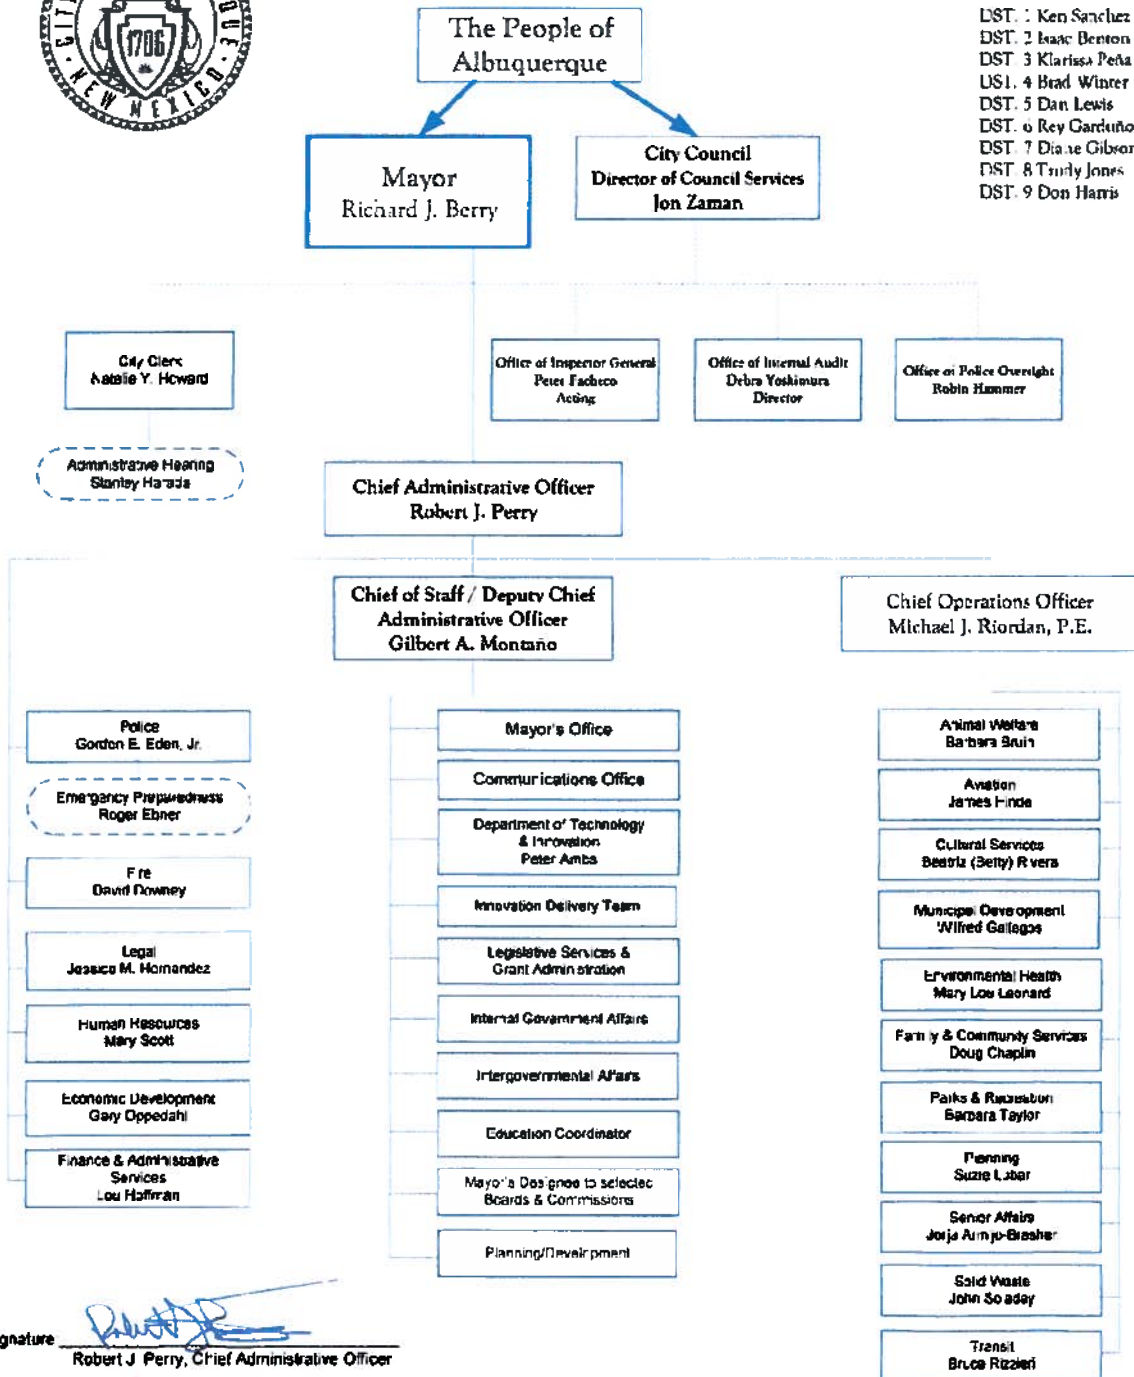 1706
NEW MEXICO
The People of
Albuquerque
DST. 1 Ken Sanchez
DST. 2 Isaac Benton
DST. 3 Klarissa Peña
DST. 4 Brad Winter
DST. 5 Dan Lewis
DST. 6 Rey Garduño
DST. 7 Diane Gibson
DST. 8 Trudy Jones
DST. 9 Don Harris
Mayor
Richard J. Berry
City Council
Director of Council Services
Jon Zaman
City Clerk
Natalie Y. Howard
Office of Inspector General
Peter Pacheco
Acting
Office of Internal Audit
Debra Yoshimura
Director
Office of Police Oversight
Robin Hammer
Administrative Hearing
Stanley Harada
Chief Administrative Officer
Robert J. Perry
Chief of Staff / Deputy Chief
Administrative Officer
Gilbert A. Montaño
Chief Operations Officer
Michael J. Riordan, P.E.
Police
Gorden E. Eden, Jr.
Emergency Preparedness
Roger Ebner
Fire
David Downey
Legal
Jessica M. Hernandez
Human Resources
Mary Scott
Economic Development
Gary Oppedahl
Finance & Administrative
Services
Lou Hoffman
Mayor's Office
Communications Office
Department of Technology
& Innovation
Peter Ambs
Innovation Delivery Team
Legislative Services &
Grant Administration
Internal Government Affairs
Intergovernmental Affairs
Education Coordinator
Mayor's Designee to selected
Boards & Commissions
Planning/Development
Animal Welfare
Barbara Bruin
Aviation
James Hinde
Cultural Services
Beatriz (Betty) Rivera
Municipal Development
Wilfred Gallegos
Environmental Health
Mary Lou Leonard
Family & Community Services
Doug Chaplin
Parks & Recreation
Barbara Taylor
Planning
Suzie Lubar
Senior Affairs
Jorja Armijo-Brasher
Solid Waste
John Soladay
Transit
Bruce Rizzieri
gnature
Robert J. Perry, Chief Administrative Officer